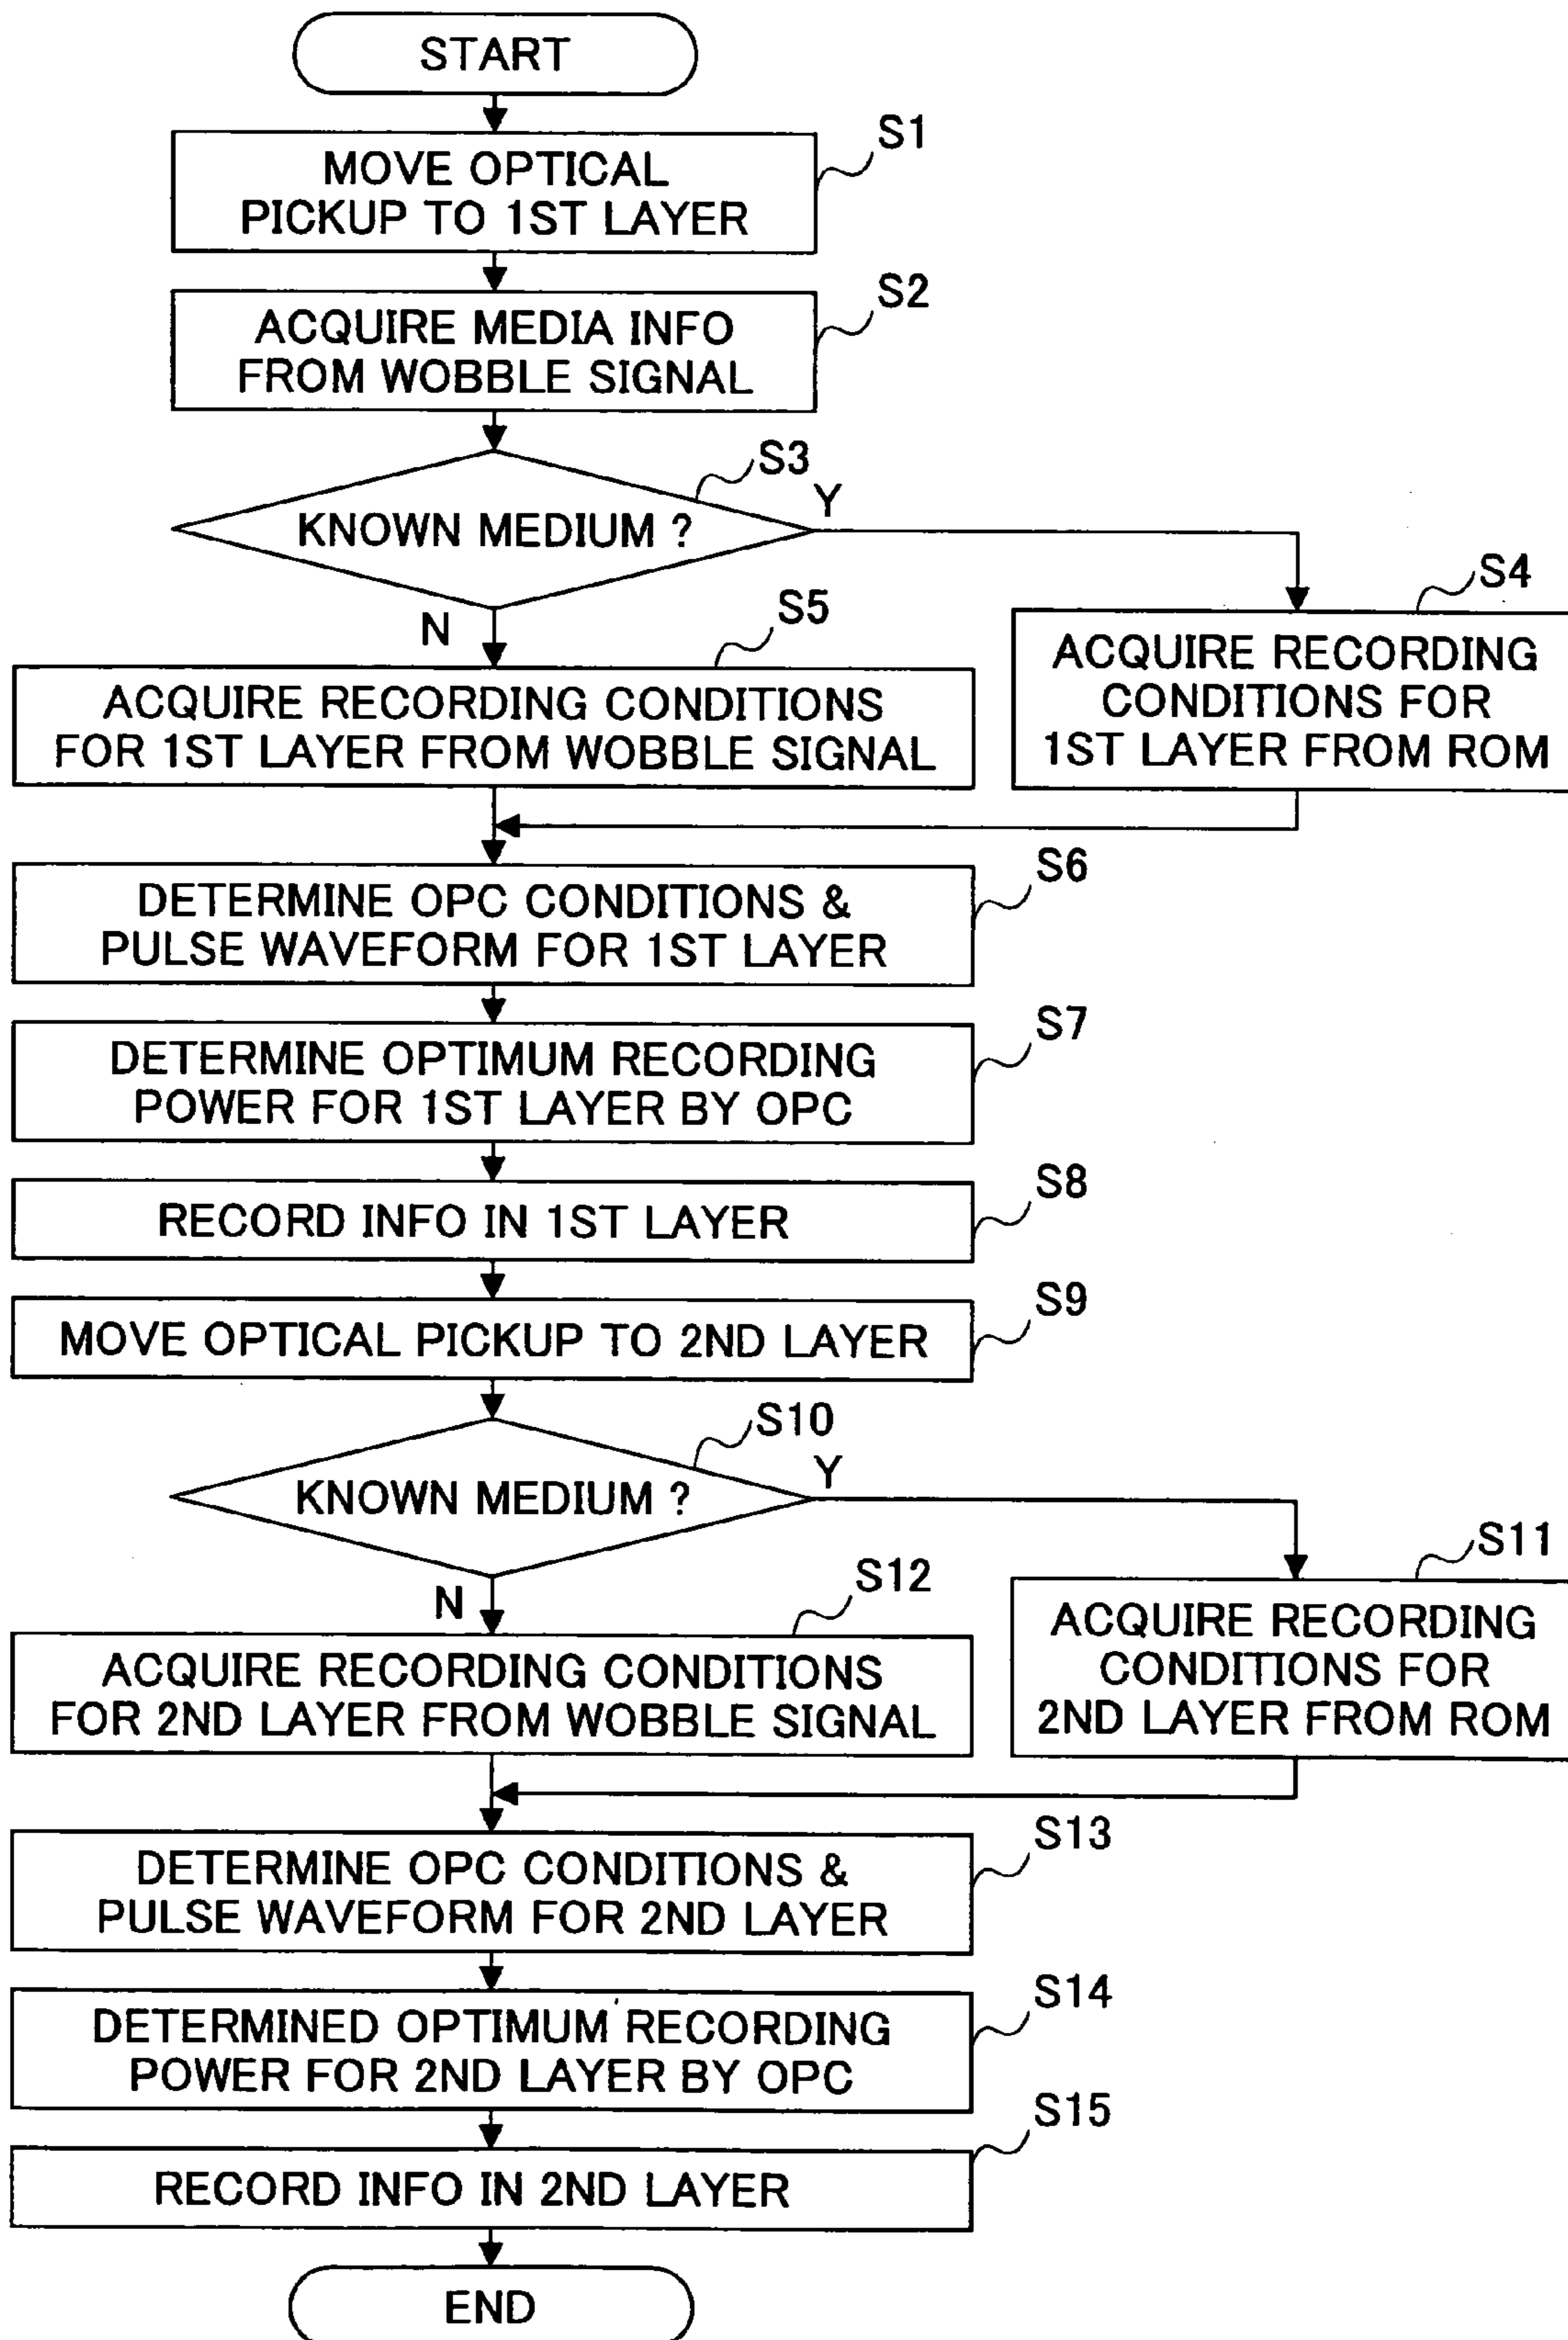 START
S1
MOVE OPTICAL
PICKUP TO 1ST LAYER
S2
ACQUIRE MEDIA INFO
FROM WOBBLE SIGNAL
S3
KNOWN MEDIUM ?
Y
N
S4
ACQUIRE RECORDING
CONDITIONS FOR
1ST LAYER FROM ROM
S5
ACQUIRE RECORDING CONDITIONS
FOR 1ST LAYER FROM WOBBLE SIGNAL
S6
DETERMINE OPC CONDITIONS &
PULSE WAVEFORM FOR 1ST LAYER
S7
DETERMINE OPTIMUM RECORDING
POWER FOR 1ST LAYER BY OPC
S8
RECORD INFO IN 1ST LAYER
S9
MOVE OPTICAL PICKUP TO 2ND LAYER
S10
KNOWN MEDIUM ?
Y
N
S11
ACQUIRE RECORDING
CONDITIONS FOR
2ND LAYER FROM ROM
S12
ACQUIRE RECORDING CONDITIONS
FOR 2ND LAYER FROM WOBBLE SIGNAL
S13
DETERMINE OPC CONDITIONS &
PULSE WAVEFORM FOR 2ND LAYER
S14
DETERMINED OPTIMUM RECORDING
POWER FOR 2ND LAYER BY OPC
S15
RECORD INFO IN 2ND LAYER
END